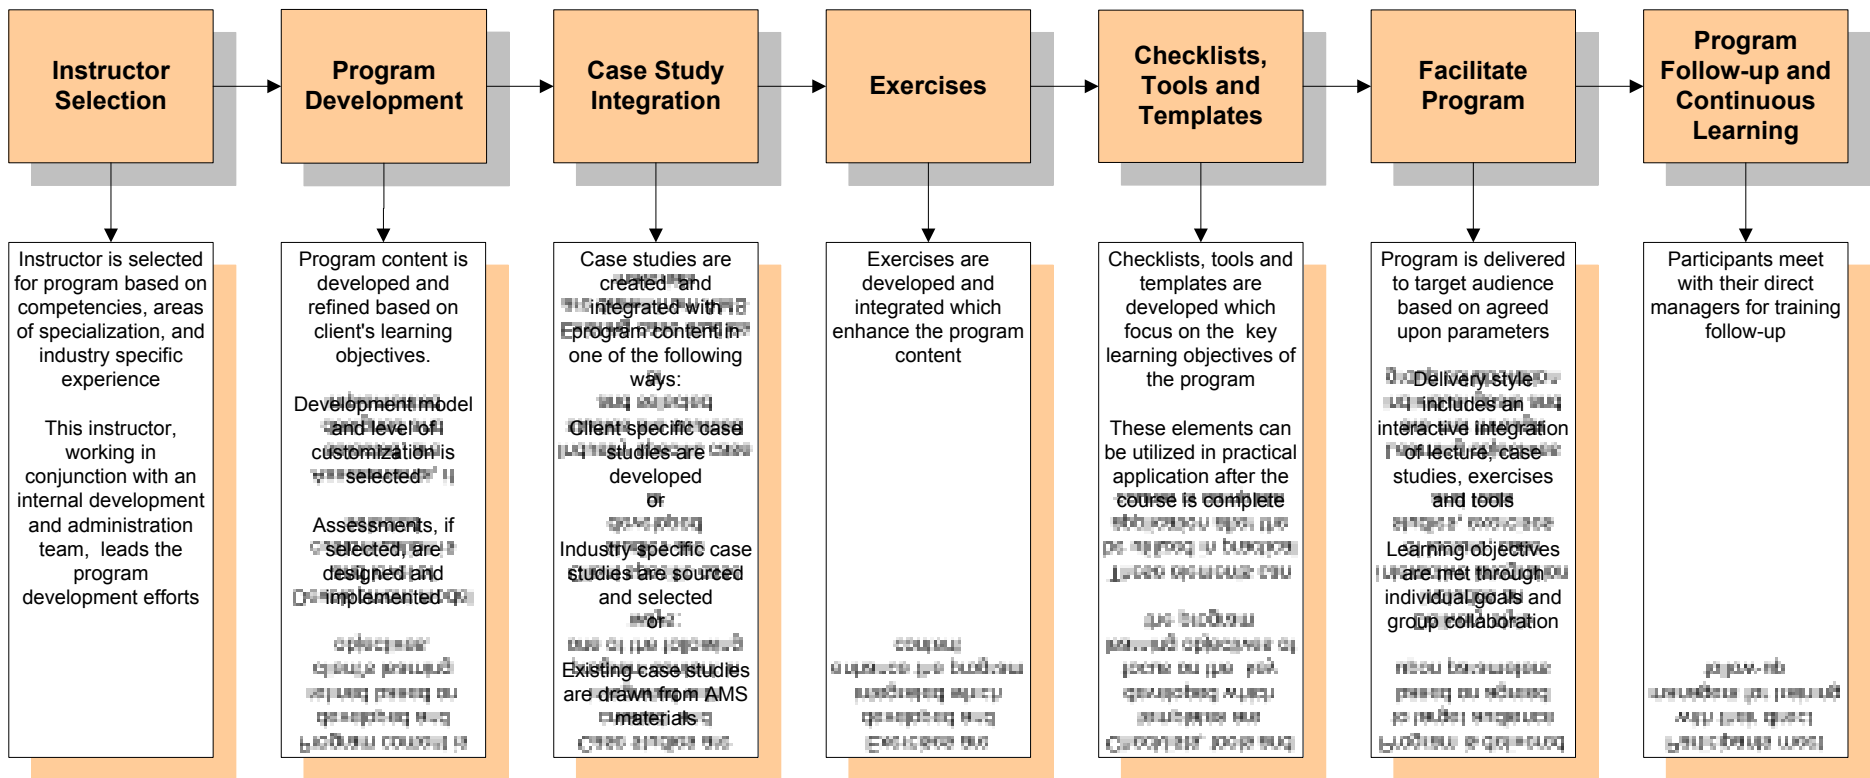 Instructor
Selection
Program
Development
Case Study
Integration
Exercises
Checklists,
Tools and
Templates
Facilitate
Program
Program
Follow-up and
Continuous
Learning
Instructor is selected
for program based on
competencies, areas
of specialization, and
industry specific
experience
This instructor,
working in
conjunction with an
internal development
and administration
team, leads the
program
development efforts
Program content is
developed and
refined based on
client's learning
objectives.
Development model
and level of
customization is
selected
Assessments, if
selected, are
designed and
implemented
Case studies are
created and
integrated with
program content in
one of the following
ways:
Client specific case
studies are
developed
or
Industry specific case
studies are sourced
and selected
or
Existing case studies
are drawn from AMS
materials
Exercises are
developed and
integrated which
enhance the program
content
Checklists, tools and
templates are
developed which
focus on the key
learning objectives of
the program
These elements can
be utilized in practical
application after the
course is complete
Program is delivered
to target audience
based on agreed
upon parameters
Delivery style
includes an
interactive integration
of lecture, case
studies, exercises
and tools
Learning objectives
are met through
individual goals and
group collaboration
Participants meet
with their direct
managers for training
follow-up